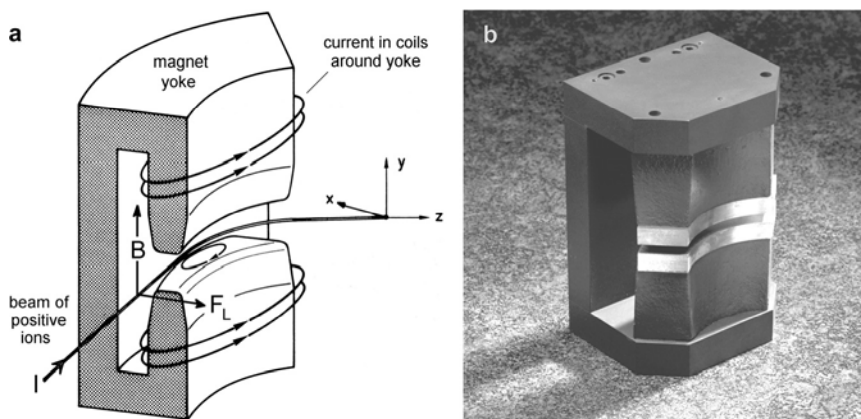 a
magnet
yoke
current in coils
around yoke
y
x
z
B
F_L
beam of
positive
ions
I
b